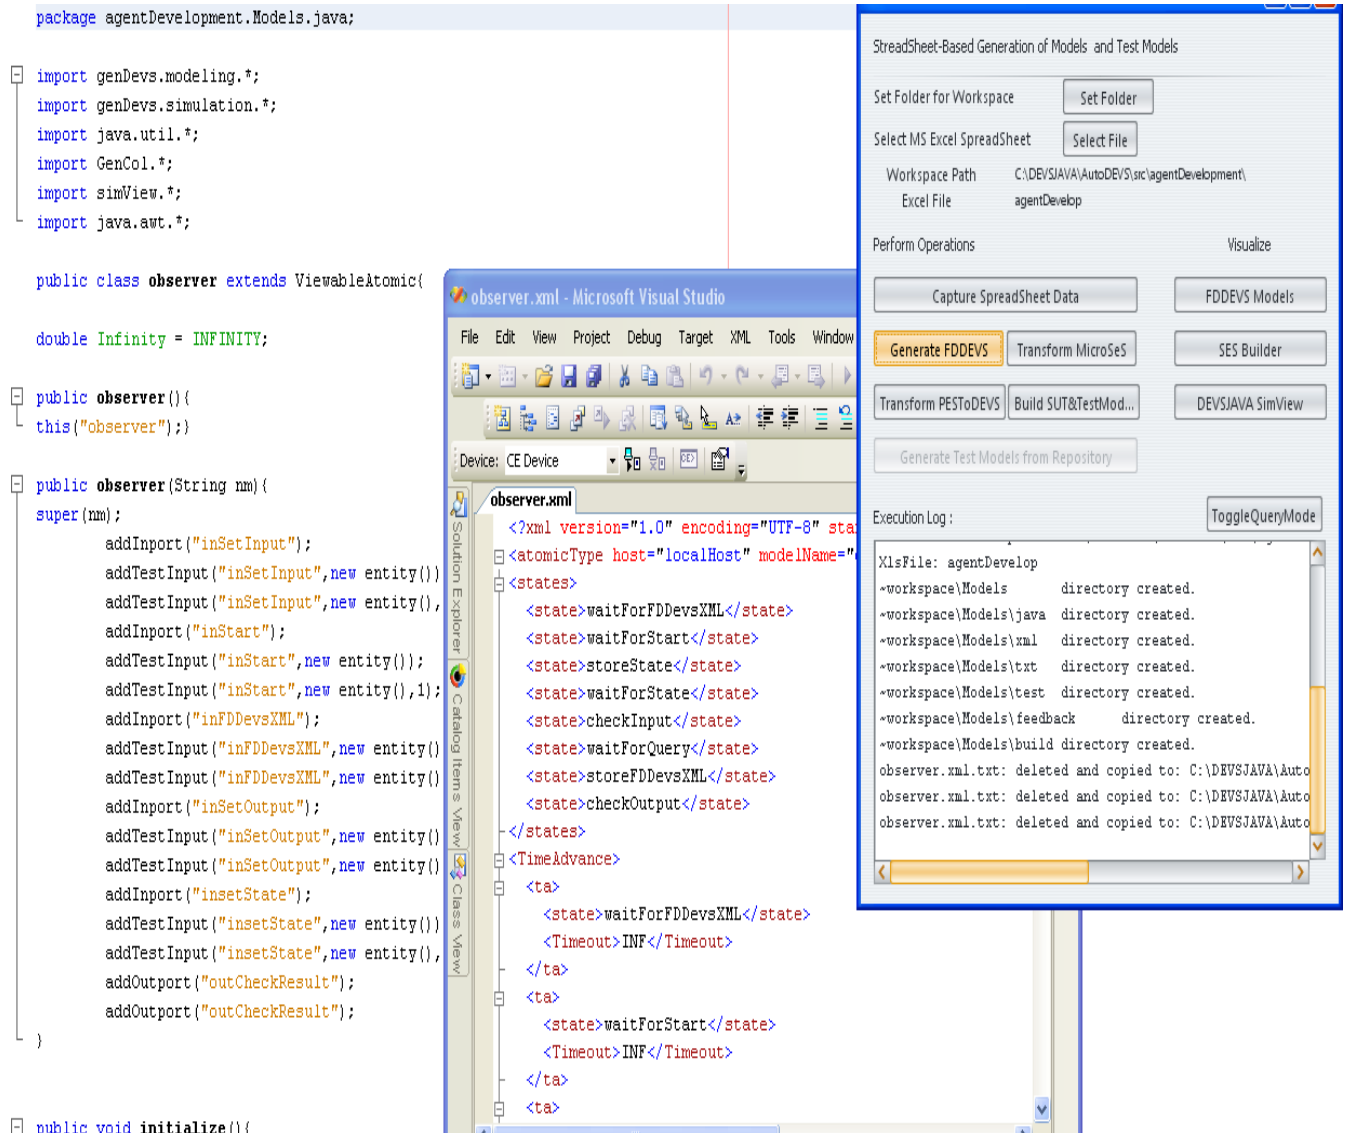 package agentDevelopment.Models.java;
import genDevs.modeling.*;
import genDevs.simulation.*;
import java.util.*;
import GenCol.*;
import simView.*;
import java.awt.*;
public class observer extends ViewableAtomic{
double Infinity = INFINITY;
public observer(){
this("observer");}
public observer(String nm){
super(nm);
addInport("inSetInput");
addTestInput("inSetInput",new entity())
addTestInput("inSetInput",new entity(),
addInport("inStart");
addTestInput("inStart",new entity());
addTestInput("inStart",new entity(),1);
addInport("inFDDevsXML");
addTestInput("inFDDevsXML",new entity()
addTestInput("inFDDevsXML",new entity()
addInport("inSetOutput");
addTestInput("inSetOutput",new entity()
addTestInput("inSetOutput",new entity()
addInport("insetState");
addTestInput("insetState",new entity())
addTestInput("insetState",new entity(),
addOutport("outCheckResult");
addOutport("outCheckResult");
}
public void initialize(){
observer.xml - Microsoft Visual Studio
File Edit View Project Debug Target XML Tools Window
Device: CE Device
observer.xml
Solution Explorer
Catalog Items View
Class View
<?xml version="1.0" encoding="UTF-8" sta
<atomicType host="localHost" modelName="
<states>
<state>waitForFDDevsXML</state>
<state>waitForStart</state>
<state>storeState</state>
<state>waitForState</state>
<state>checkInput</state>
<state>waitForQuery</state>
<state>storeFDDevsXML</state>
<state>checkOutput</state>
</states>
<TimeAdvance>
<ta>
<state>waitForFDDevsXML</state>
<Timeout>INF</Timeout>
</ta>
<ta>
<state>waitForStart</state>
<Timeout>INF</Timeout>
</ta>
<ta>
StreadSheet-Based Generation of Models and Test Models
Set Folder for Workspace Set Folder
Select MS Excel SpreadSheet Select File
Workspace Path C:\DEVSJAVA\AutoDEVS\src\agentDevelopment\
Excel File agentDevelop
Perform Operations Visualize
Capture SpreadSheet Data FDDEVS Models
Generate FDDEVS Transform MicroSeS SES Builder
Transform PESToDEVS Build SUT&TestMod... DEVSJAVA SimView
Generate Test Models from Repository
Execution Log : ToggleQueryMode
XlsFile: agentDevelop
~workspace\Models directory created.
~workspace\Models\java directory created.
~workspace\Models\xml directory created.
~workspace\Models\txt directory created.
~workspace\Models\test directory created.
~workspace\Models\feedback directory created.
~workspace\Models\build directory created.
observer.xml.txt: deleted and copied to: C:\DEVSJAVA\Auto
observer.xml.txt: deleted and copied to: C:\DEVSJAVA\Auto
observer.xml.txt: deleted and copied to: C:\DEVSJAVA\Auto